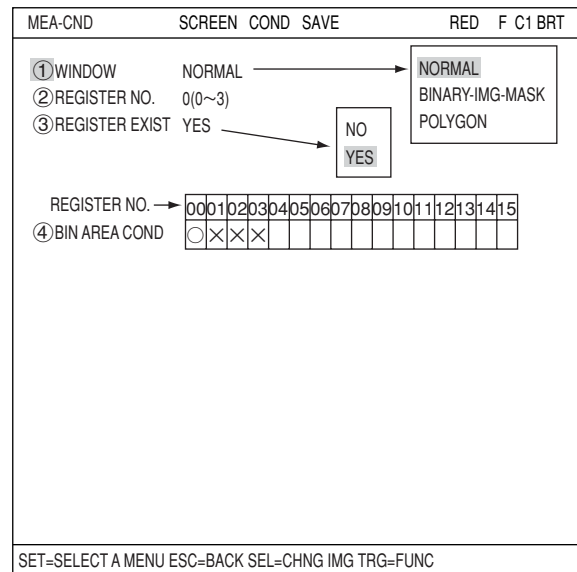 MEA-CND SCREEN COND SAVE RED F C1 BRT
①WINDOW NORMAL
②REGISTER NO. 0(0～3)
③REGISTER EXIST YES
NORMAL
BINARY-IMG-MASK
POLYGON
NO
YES
REGISTER NO. 00 01 02 03 04 05 06 07 08 09 10 11 12 13 14 15
④BIN AREA COND ○ × × ×
SET=SELECT A MENU ESC=BACK SEL=CHNG IMG TRG=FUNC